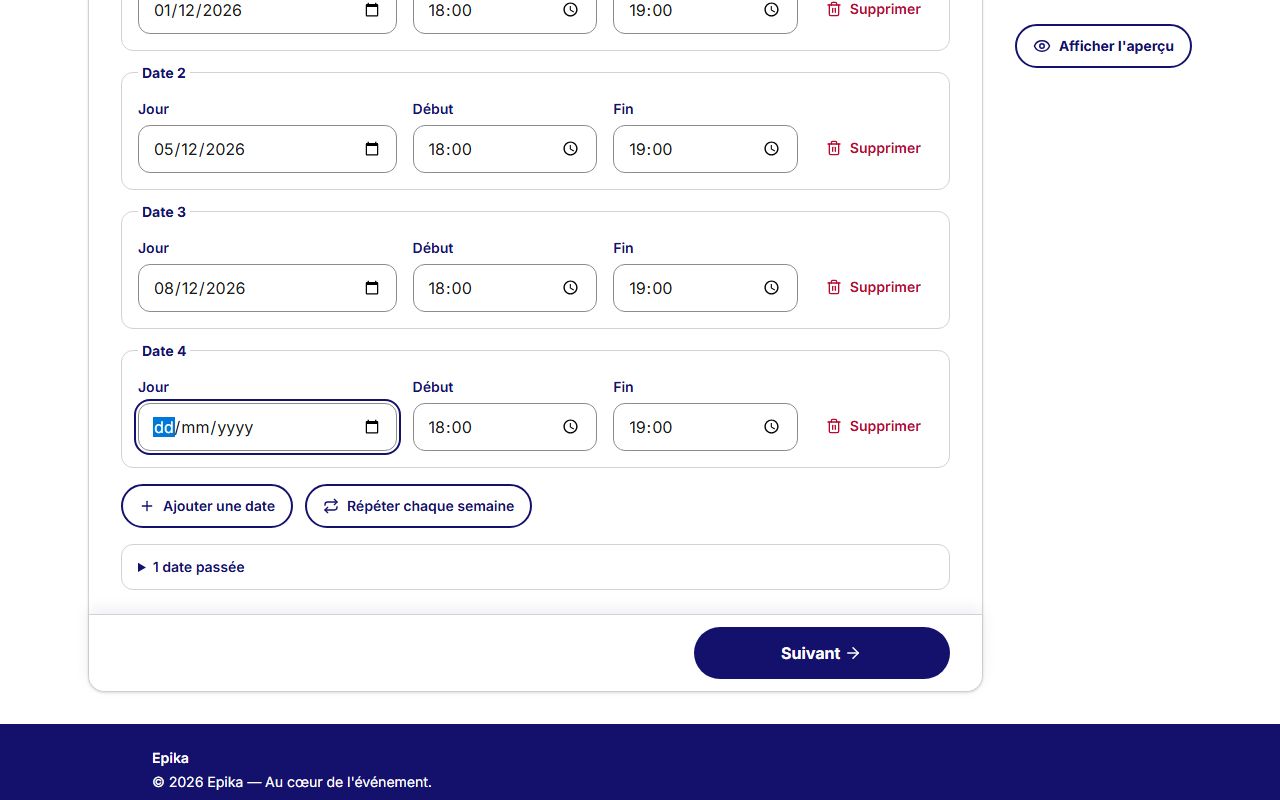 01/12/2026 18:00 19:00 Supprimer
Afficher l'aperçu
Date 2
Jour Début Fin
05/12/2026 18:00 19:00 Supprimer
Date 3
Jour Début Fin
08/12/2026 18:00 19:00 Supprimer
Date 4
Jour Début Fin
dd/mm/yyyy 18:00 19:00 Supprimer
Ajouter une date Répéter chaque semaine
1 date passée
Suivant
Epika
© 2026 Epika — Au cœur de l'événement.